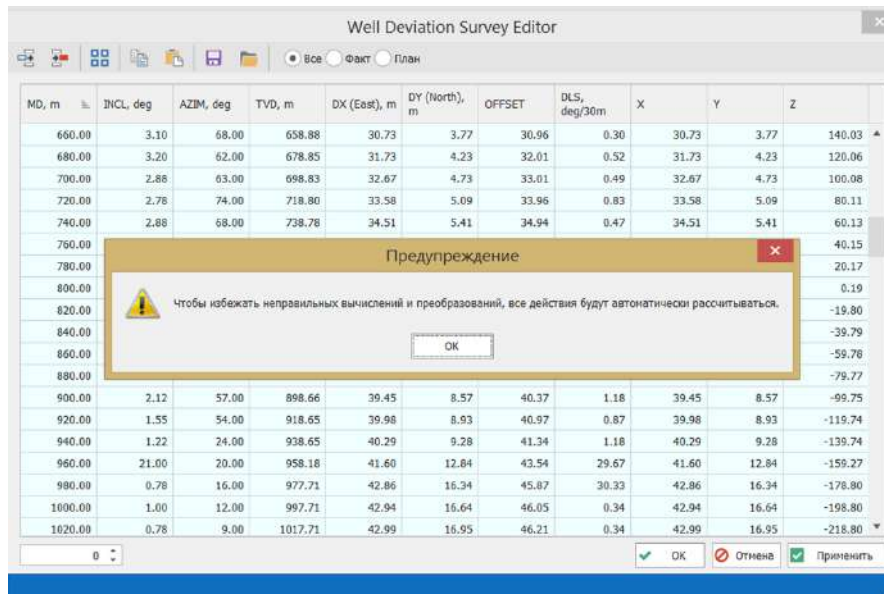 Well Deviation Survey Editor
Все Факт План
MD, m INCL, deg AZIM, deg TVD, m DX (East), m DY (North), m OFFSET DLS, deg/30m X Y Z
660.00 3.10 68.00 658.88 30.73 3.77 30.96 0.30 30.73 3.77 140.03
680.00 3.20 62.00 678.85 31.73 4.23 32.01 0.52 31.73 4.23 120.06
700.00 2.88 63.00 698.83 32.67 4.73 33.01 0.49 32.67 4.73 100.08
720.00 2.78 74.00 718.80 33.58 5.09 33.96 0.83 33.58 5.09 80.11
740.00 2.88 68.00 738.78 34.51 5.41 34.94 0.47 34.51 5.41 60.13
760.00 40.15
780.00 20.17
800.00 0.19
820.00 -19.80
840.00 -39.79
860.00 -59.78
880.00 -79.77
Предупреждение
Чтобы избежать неправильных вычислений и преобразований, все действия будут автоматически рассчитываться.
OK
900.00 2.12 57.00 898.66 39.45 8.57 40.37 1.18 39.45 8.57 -99.75
920.00 1.55 54.00 918.65 39.98 8.93 40.97 0.87 39.98 8.93 -119.74
940.00 1.22 24.00 938.65 40.29 9.28 41.34 1.18 40.29 9.28 -139.74
960.00 21.00 20.00 958.18 41.60 12.84 43.54 29.67 41.60 12.84 -159.27
980.00 0.78 16.00 977.71 42.86 16.34 45.87 30.33 42.86 16.34 -178.80
1000.00 1.00 12.00 997.71 42.94 16.64 46.05 0.34 42.94 16.64 -198.80
1020.00 0.78 9.00 1017.71 42.99 16.95 46.21 0.34 42.99 16.95 -218.80
0 OK Отмена Применить